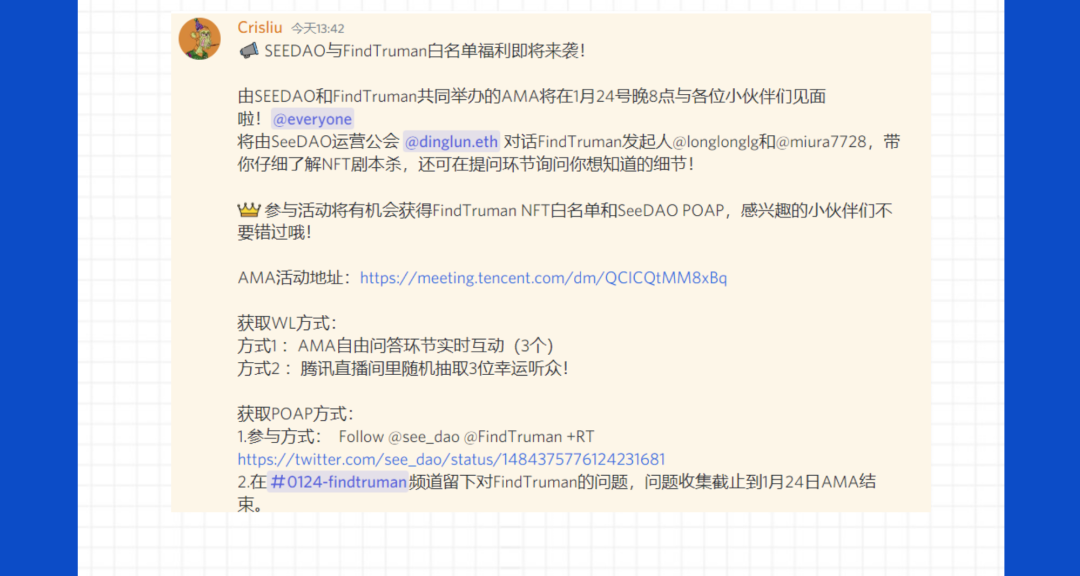 Crisliu 今天13:42
📣 SEEDAO与FindTruman白名单福利即将来袭！
由SEEDAO和FindTruman共同举办的AMA将在1月24号晚8点与各位小伙伴们见面
啦！ @everyone
将由SeeDAO运营公会 @dinglun.eth 对话FindTruman发起人@longlonglg和@miura7728，带
你仔细了解NFT剧本杀，还可在提问环节询问你想知道的细节！
👑 参与活动将有机会获得FindTruman NFT白名单和SeeDAO POAP，感兴趣的小伙伴们不
要错过哦！
AMA活动地址：https://meeting.tencent.com/dm/QCICQtMM8xBq
获取WL方式：
方式1 ：AMA自由问答环节实时互动（3个）
方式2 ：腾讯直播间里随机抽取3位幸运听众！
获取POAP方式：
1.参与方式： Follow @see_dao @FindTruman +RT
https://twitter.com/see_dao/status/1484375776124231681
2.在 #0124-findtruman 频道留下对FindTruman的问题，问题收集截止到1月24日AMA结
束。